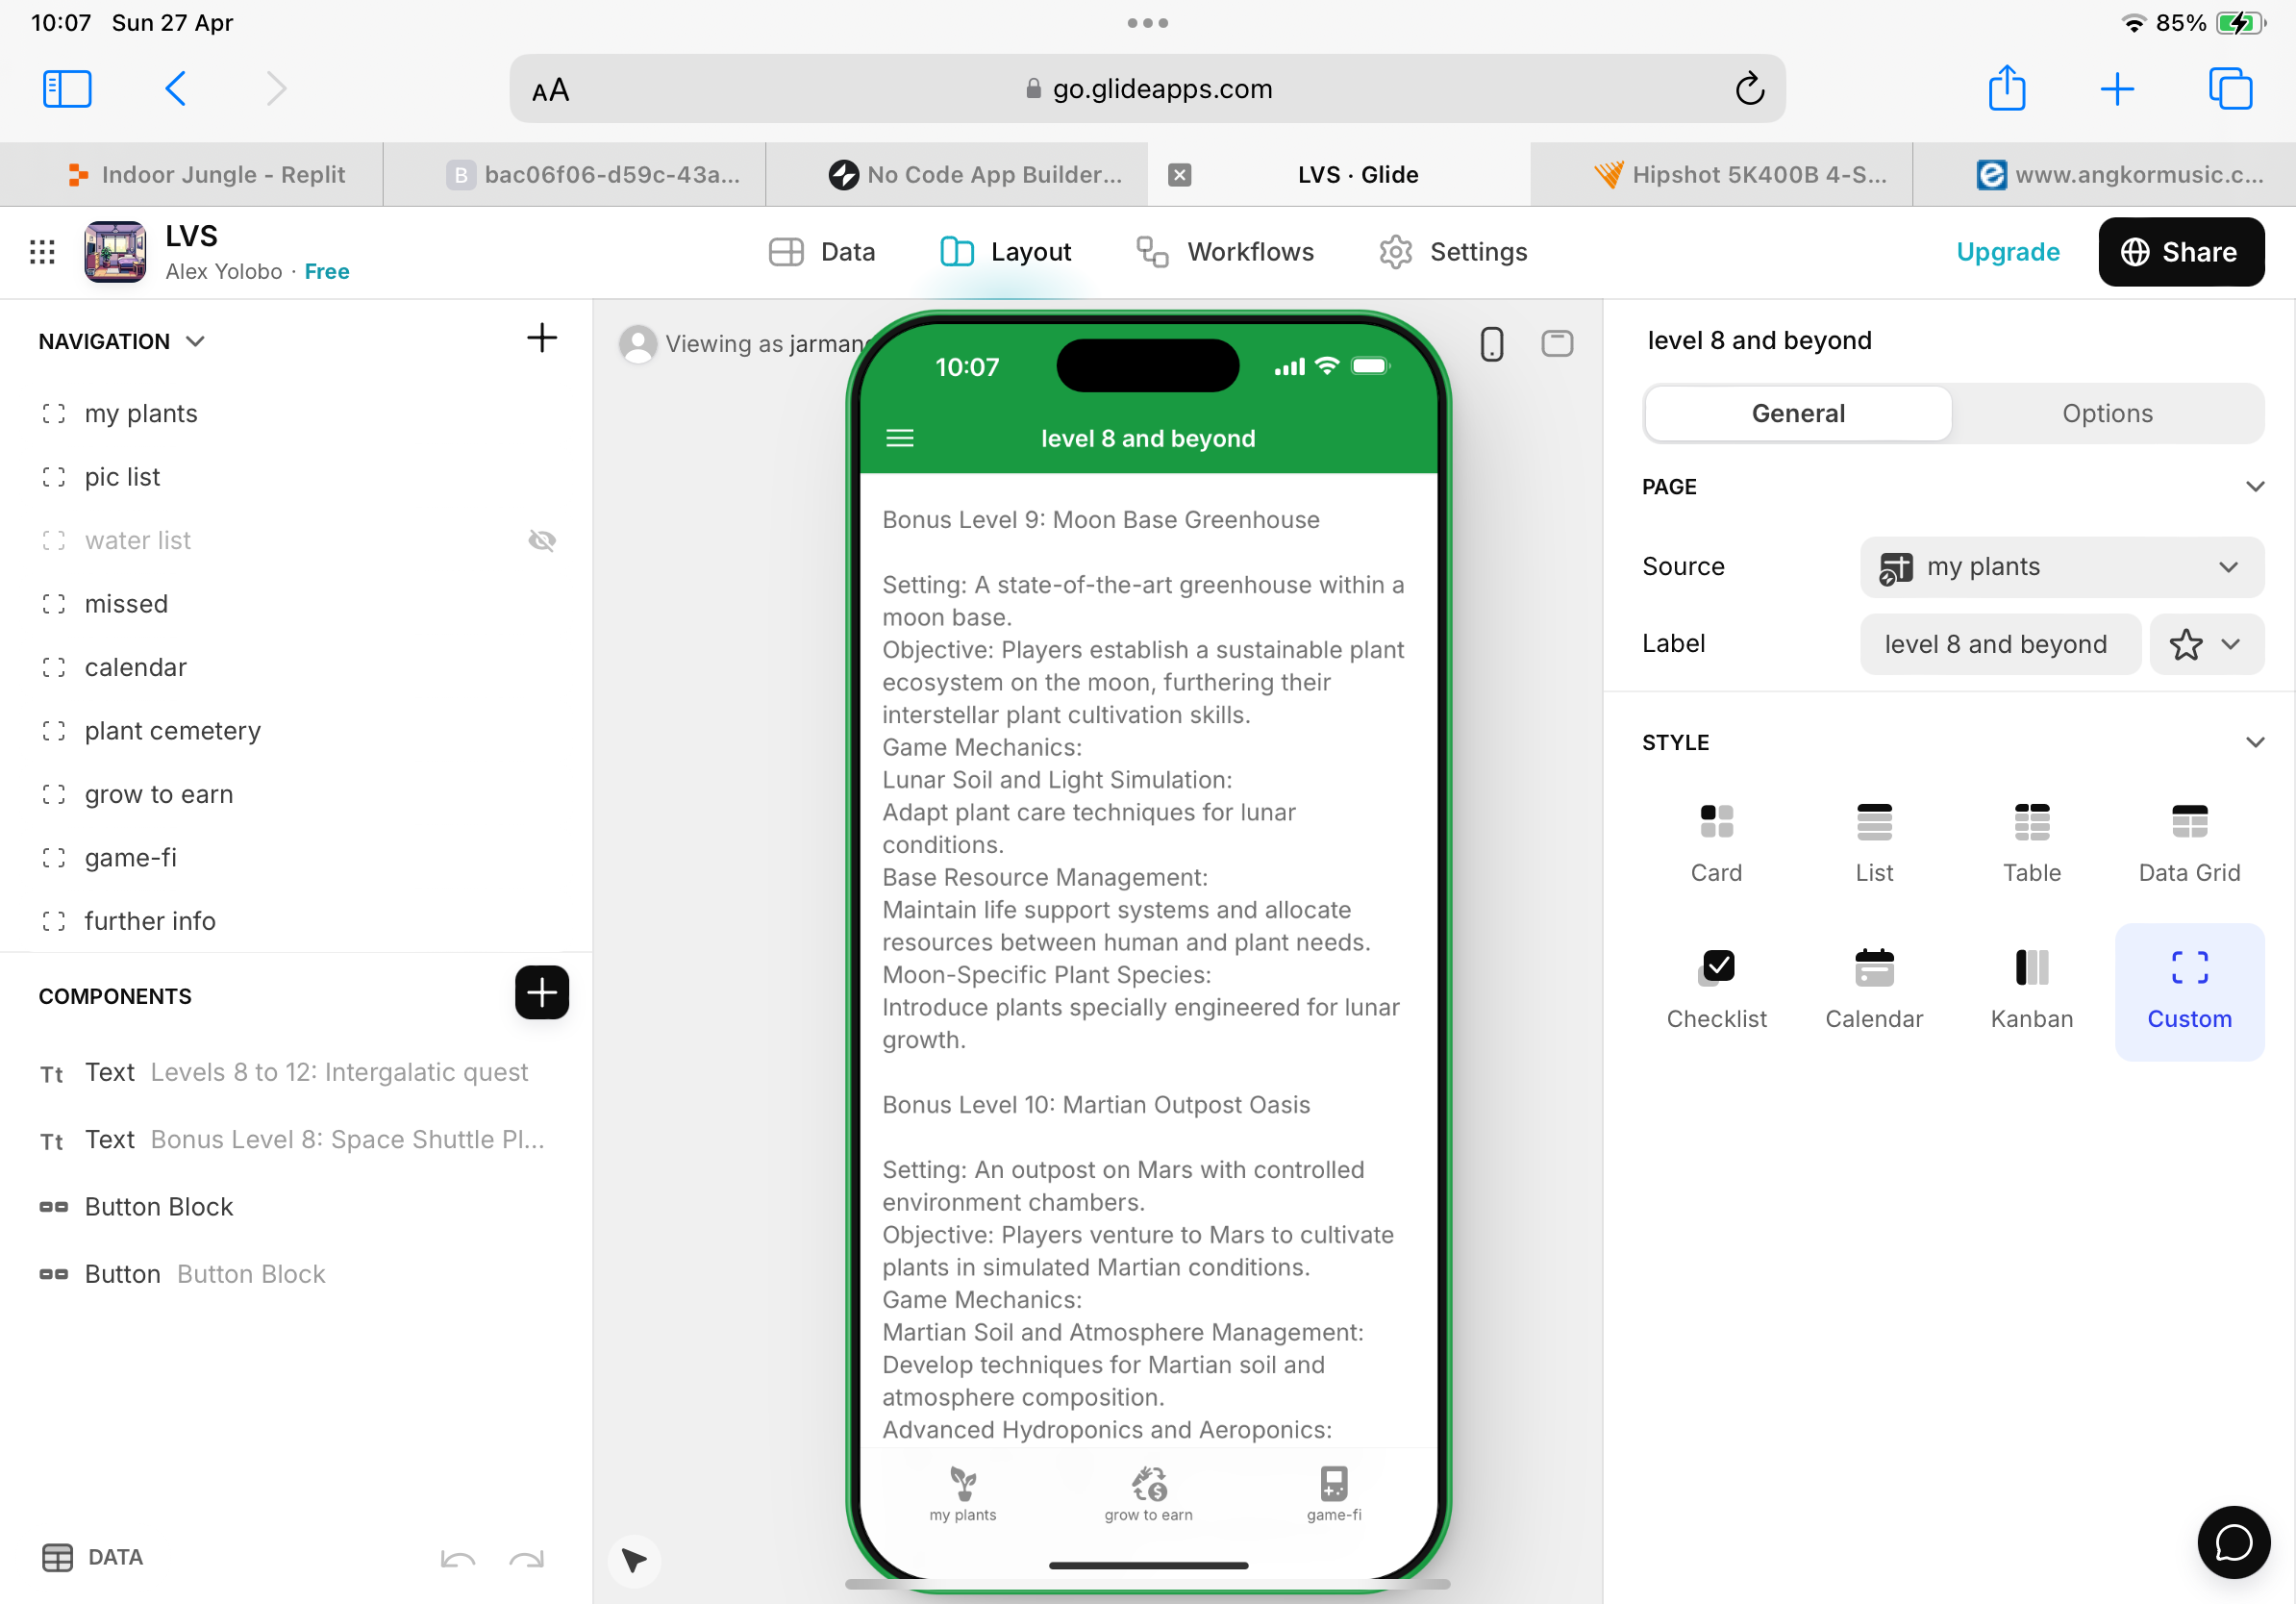 10:07 Sun 27 Apr
85%
AA
go.glideapps.com
Indoor Jungle - Replit
B bac06f06-d59c-43a...
No Code App Builder...
LVS · Glide
Hipshot 5K400B 4-S...
www.angkormusic.c...
LVS
Alex Yolobo · Free
Data
Layout
Workflows
Settings
Upgrade
Share
NAVIGATION
my plants
pic list
water list
missed
calendar
plant cemetery
grow to earn
game-fi
further info
COMPONENTS
Tt Text Levels 8 to 12: Intergalatic quest
Tt Text Bonus Level 8: Space Shuttle Pl...
Button Block
Button Button Block
DATA
Viewing as jarman
10:07
level 8 and beyond
Bonus Level 9: Moon Base Greenhouse
Setting: A state-of-the-art greenhouse within a
moon base.
Objective: Players establish a sustainable plant
ecosystem on the moon, furthering their
interstellar plant cultivation skills.
Game Mechanics:
Lunar Soil and Light Simulation:
Adapt plant care techniques for lunar
conditions.
Base Resource Management:
Maintain life support systems and allocate
resources between human and plant needs.
Moon-Specific Plant Species:
Introduce plants specially engineered for lunar
growth.
Bonus Level 10: Martian Outpost Oasis
Setting: An outpost on Mars with controlled
environment chambers.
Objective: Players venture to Mars to cultivate
plants in simulated Martian conditions.
Game Mechanics:
Martian Soil and Atmosphere Management:
Develop techniques for Martian soil and
atmosphere composition.
Advanced Hydroponics and Aeroponics:
my plants
grow to earn
game-fi
level 8 and beyond
General
Options
PAGE
Source
my plants
Label
level 8 and beyond
STYLE
Card
List
Table
Data Grid
Checklist
Calendar
Kanban
Custom